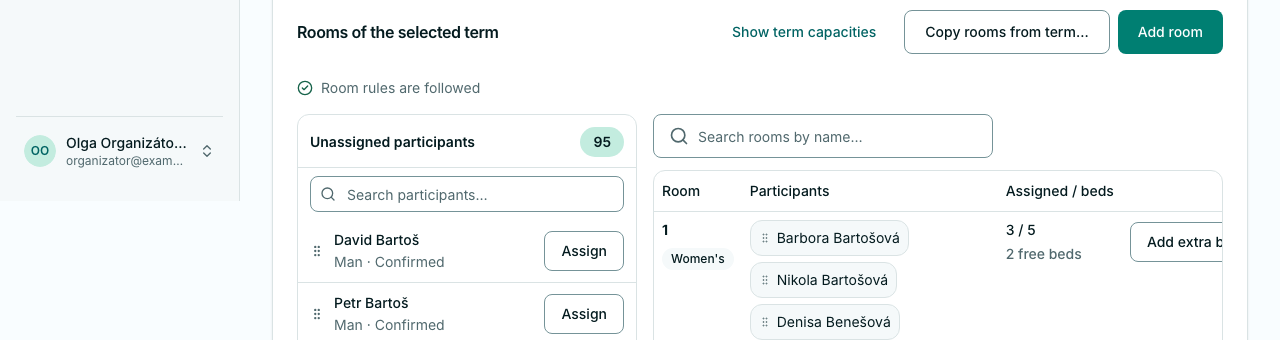 Rooms of the selected term
Show term capacities
Copy rooms from term...
Add room
Room rules are followed
OO
Olga Organizáto...
organizator@exam...
Unassigned participants
95
Search participants...
David Bartoš
Man · Confirmed
Assign
Petr Bartoš
Man · Confirmed
Assign
Search rooms by name...
Room
Participants
Assigned / beds
1
Women's
Barbora Bartošová
Nikola Bartošová
Denisa Benešová
3 / 5
2 free beds
Add extra b